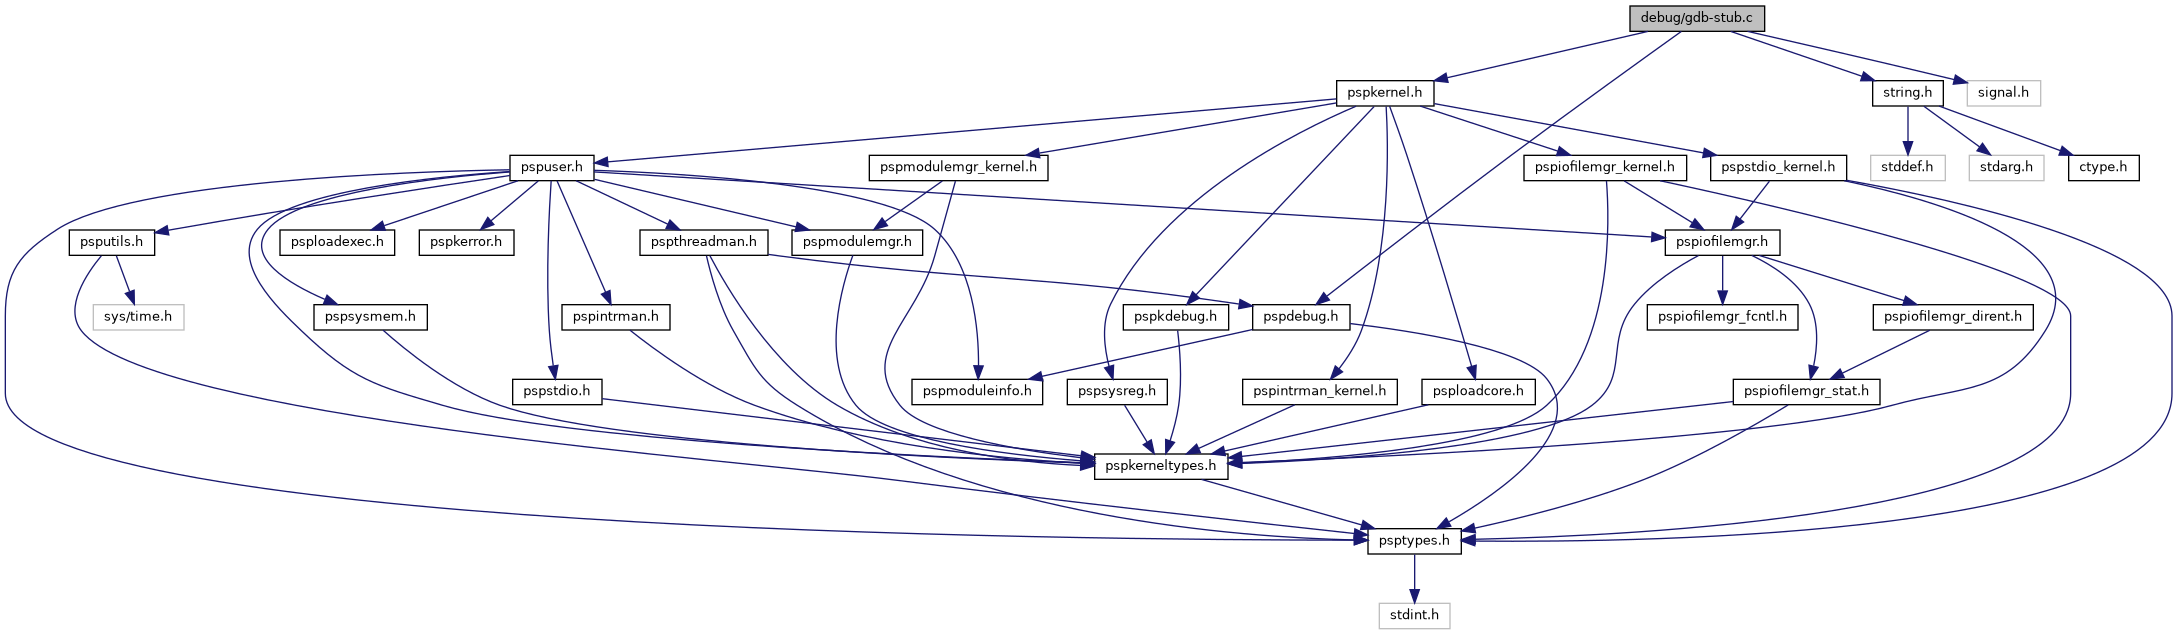 debug/gdb-stub.c
pspkernel.h
string.h
signal.h
pspuser.h
pspmodulemgr_kernel.h
pspiofilemgr_kernel.h
pspstdio_kernel.h
stddef.h
stdarg.h
ctype.h
psputils.h
psploadexec.h
pspkerror.h
pspthreadman.h
pspmodulemgr.h
pspiofilemgr.h
sys/time.h
pspsysmem.h
pspintrman.h
pspkdebug.h
pspdebug.h
pspiofilemgr_fcntl.h
pspiofilemgr_dirent.h
pspstdio.h
pspmoduleinfo.h
pspsysreg.h
pspintrman_kernel.h
psploadcore.h
pspiofilemgr_stat.h
pspkerneltypes.h
psptypes.h
stdint.h